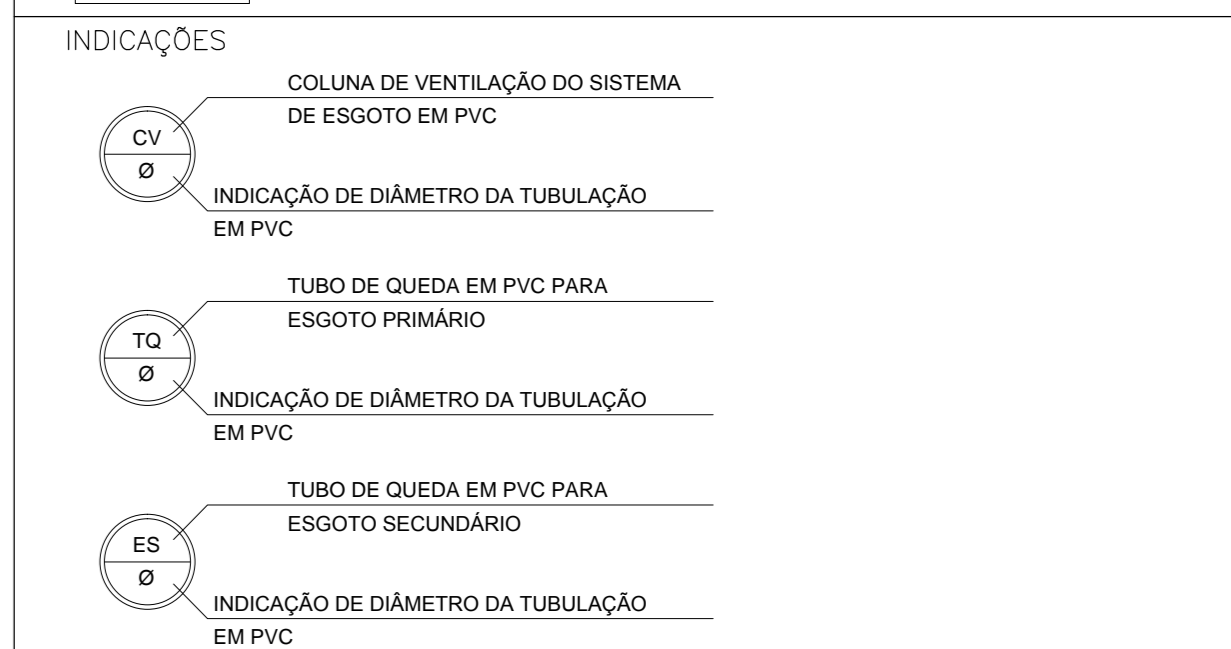 INDICAÇÕES
COLUNA DE VENTILAÇÃO DO SISTEMA
DE ESGOTO EM PVC
CV
Ø
INDICAÇÃO DE DIÂMETRO DA TUBULAÇÃO
EM PVC
TUBO DE QUEDA EM PVC PARA
ESGOTO PRIMÁRIO
TQ
Ø
INDICAÇÃO DE DIÂMETRO DA TUBULAÇÃO
EM PVC
TUBO DE QUEDA EM PVC PARA
ESGOTO SECUNDÁRIO
ES
Ø
INDICAÇÃO DE DIÂMETRO DA TUBULAÇÃO
EM PVC